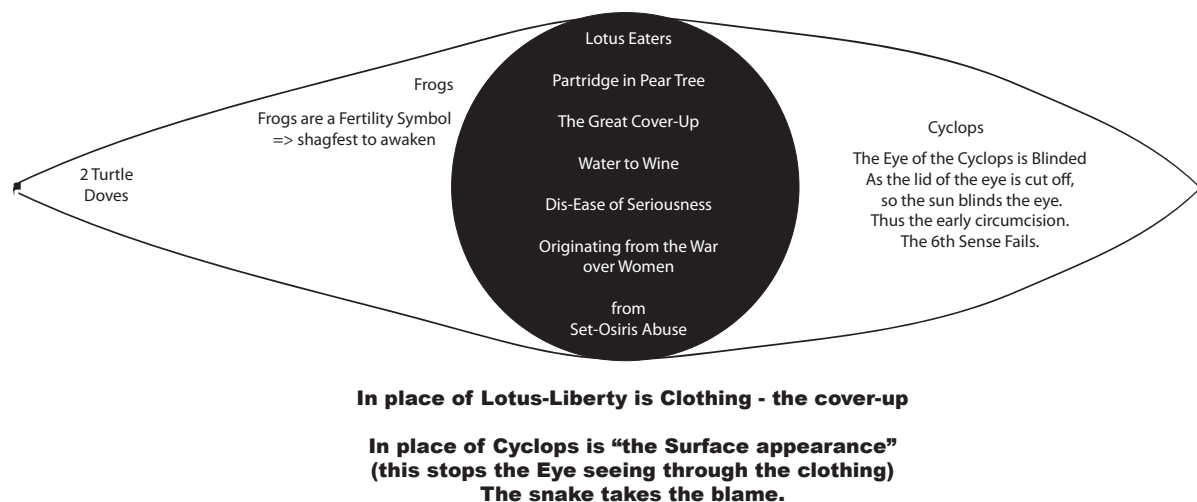 2 Turtle
Doves
Frogs
Frogs are a Fertility Symbol
=> shagfest to awaken
Lotus Eaters
Partridge in Pear Tree
The Great Cover-Up
Water to Wine
Dis-Ease of Seriousness
Originating from the War
over Women
from
Set-Osiris Abuse
Cyclops
The Eye of the Cyclops is Blinded
As the lid of the eye is cut off,
so the sun blinds the eye.
Thus the early circumcision.
The 6th Sense Fails.
In place of Lotus-Liberty is Clothing - the cover-up
In place of Cyclops is “the Surface appearance”
(this stops the Eye seeing through the clothing)
The snake takes the blame.